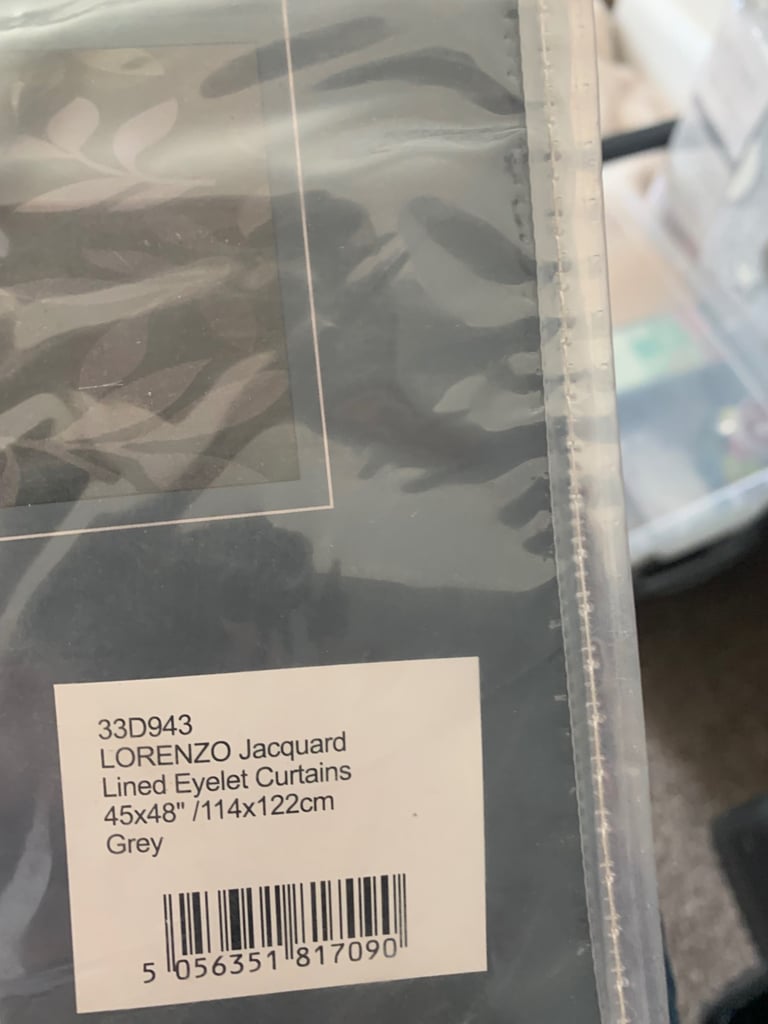 33D943
LORENZO Jacquard
Lined Eyelet Curtains
45x48" /114x122cm
Grey
5 056351 817090